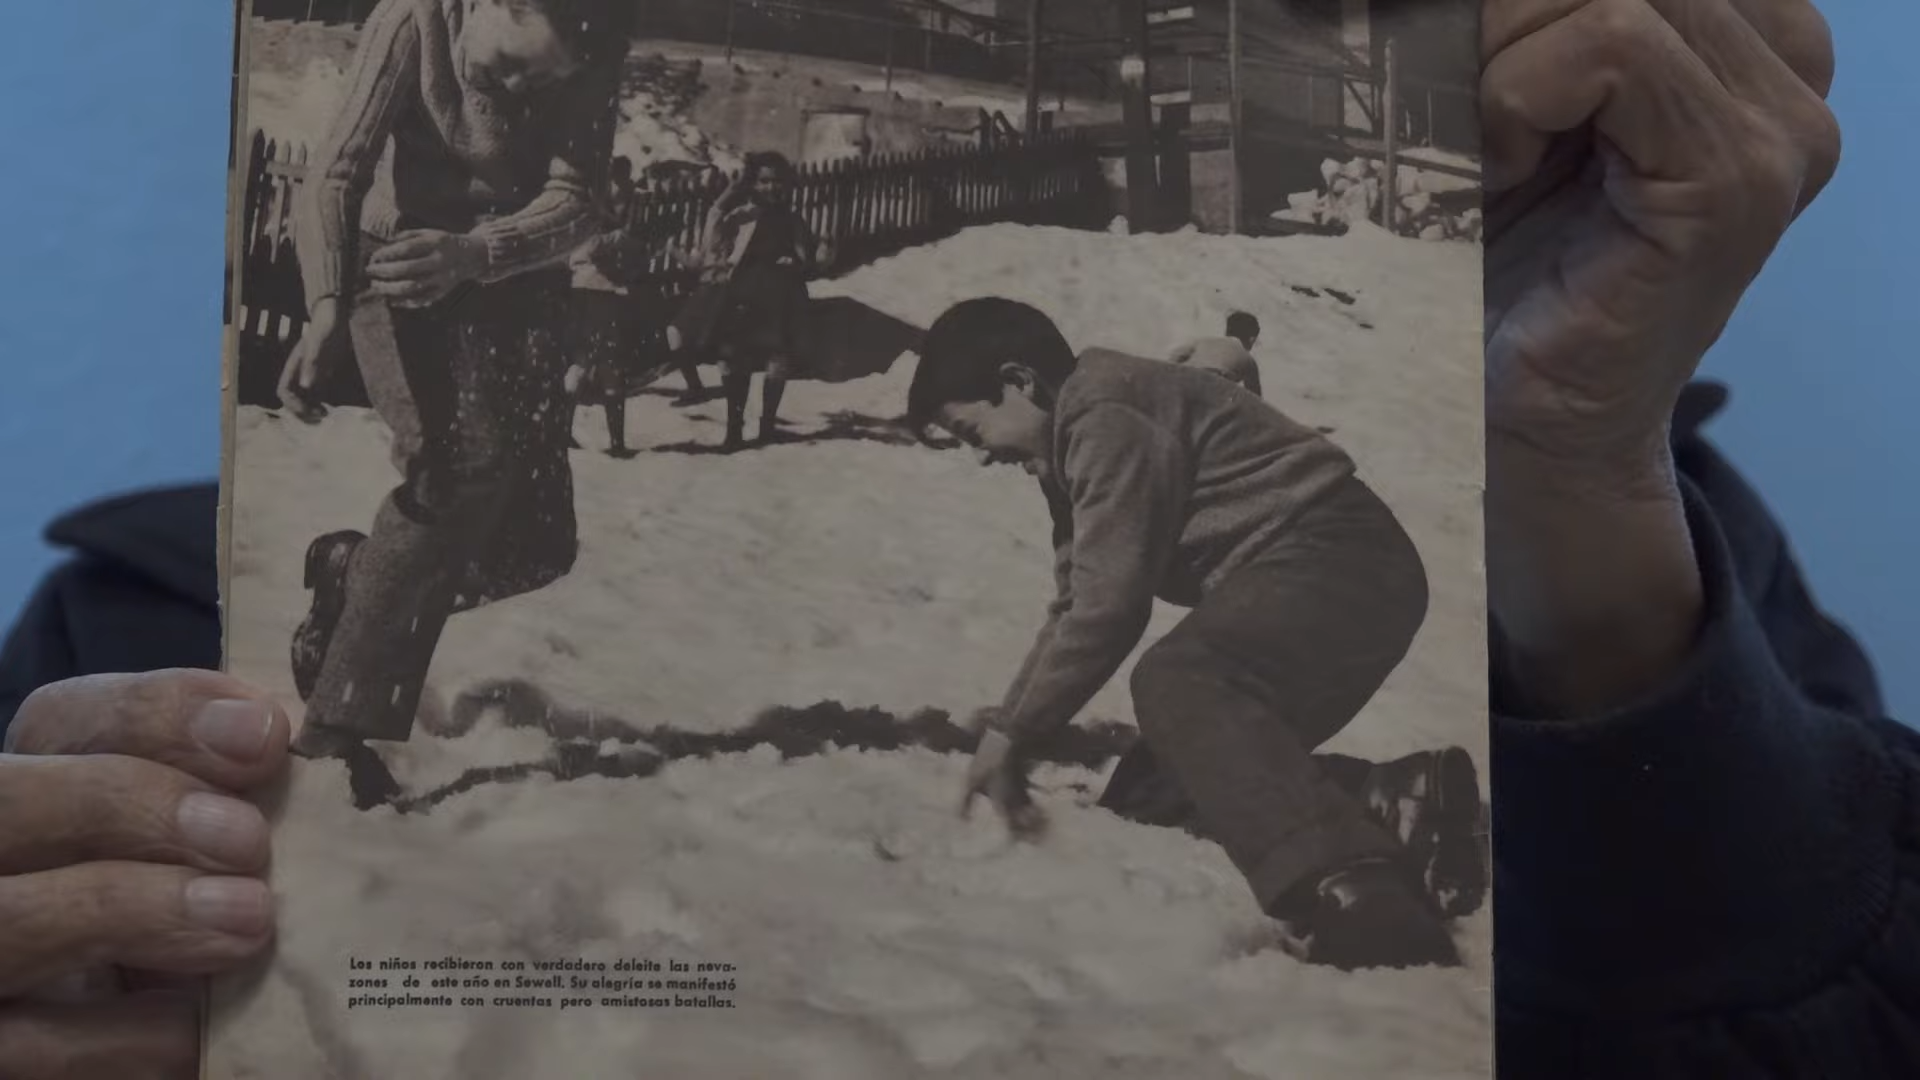 Los niños recibieron con verdadero deleite las neva-
zones de este año en Sewell. Su alegría se manifestó
principalmente con cruentas pero amistosas batallas.